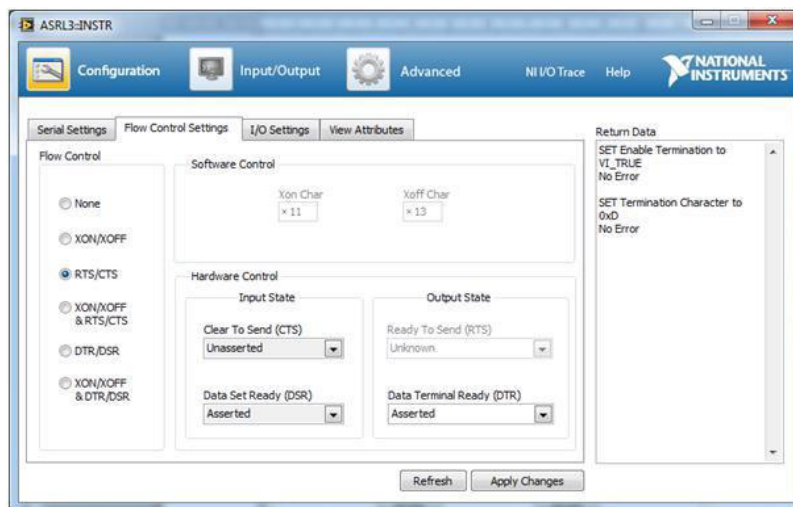 ASRL3::INSTR
Configuration
Input/Output
Advanced
NI I/O Trace
Help
NATIONAL
INSTRUMENTS
Serial Settings
Flow Control Settings
I/O Settings
View Attributes
Flow Control
None
XON/XOFF
RTS/CTS
XON/XOFF
& RTS/CTS
DTR/DSR
XON/XOFF
& DTR/DSR
Software Control
Xon Char
Xoff Char
× 11
× 13
Hardware Control
Input State
Clear To Send (CTS)
Unasserted
Data Set Ready (DSR)
Asserted
Output State
Ready To Send (RTS)
Unknown
Data Terminal Ready (DTR)
Asserted
Refresh
Apply Changes
Return Data
SET Enable Termination to
VI_TRUE
No Error
SET Termination Character to
0xD
No Error